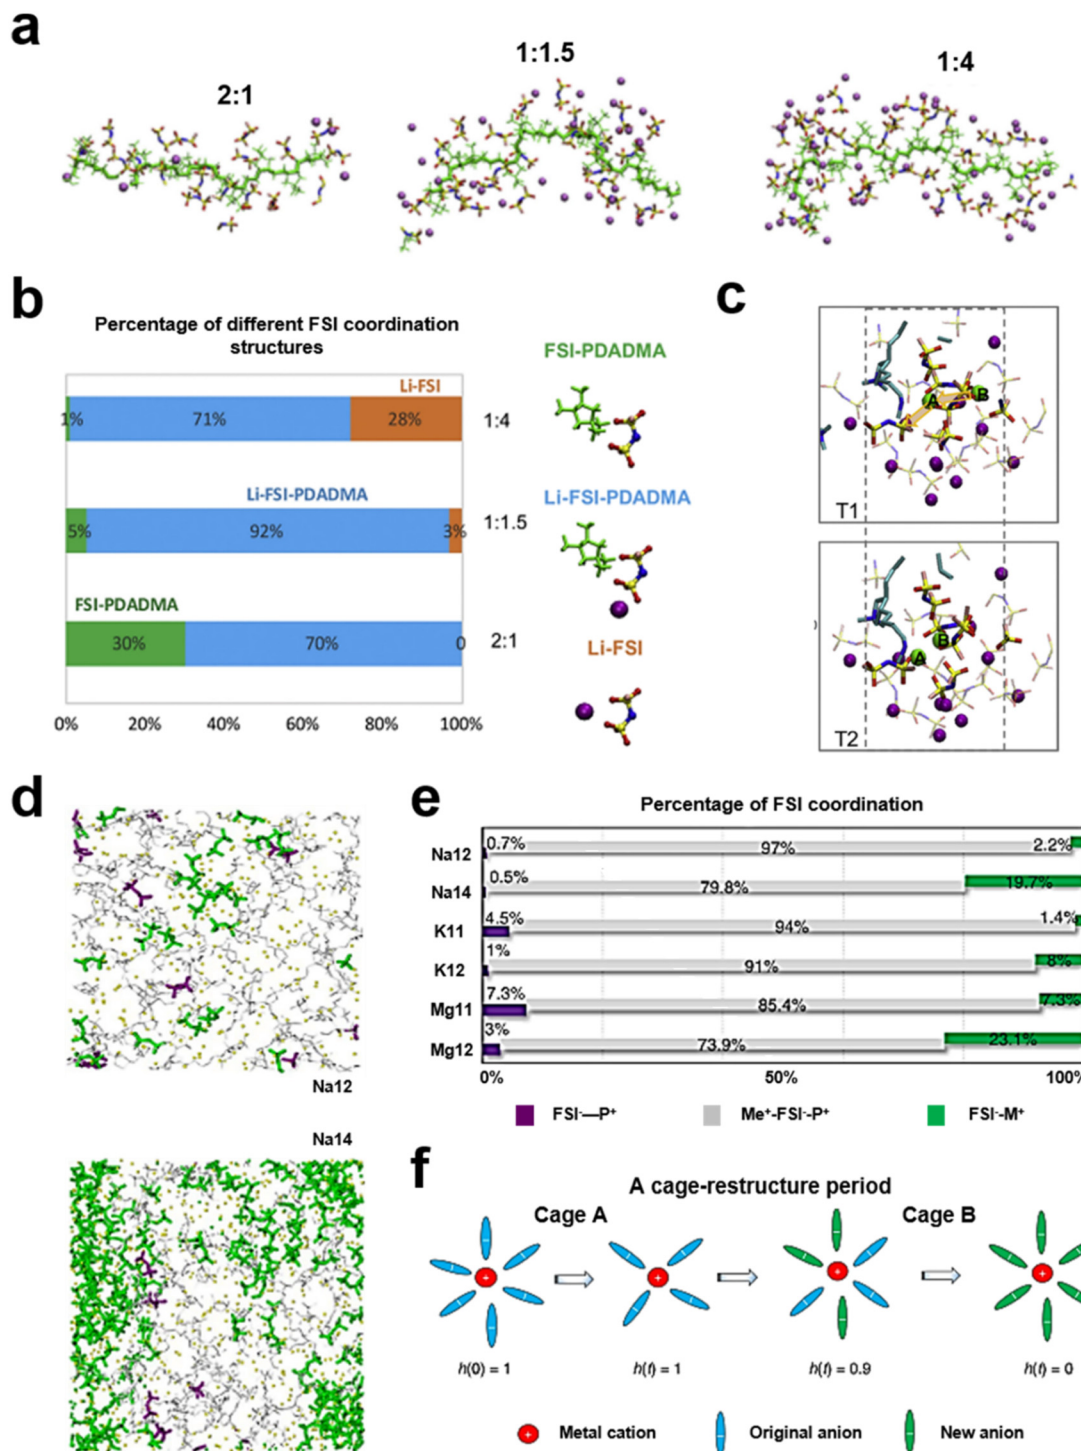 a
2:1
1:1.5
1:4
b
Percentage of different FSI coordination
structures
Li-FSI
1%
71%
28%
1:4
Li-FSI-PDADMA
5%
92%
3%
1:1.5
FSI-PDADMA
30%
70%
0
2:1
0%
20%
40%
60%
80%
100%
FSI-PDADMA
Li-FSI-PDADMA
Li-FSI
c
A
B
T1
A
B
T2
d
Na12
Na14
e
Percentage of FSI coordination
Na12
0.7%
97%
2.2%
Na14
0.5%
79.8%
19.7%
K11
4.5%
94%
1.4%
K12
1%
91%
8%
Mg11
7.3%
85.4%
7.3%
Mg12
3%
73.9%
23.1%
0%
50%
100%
FSI⁻—P⁺
Me⁺-FSI⁻-P⁺
FSI⁻-M⁺
f
A cage-restructure period
Cage A
Cage B
h(0) = 1
h(t) = 1
h(t) = 0.9
h(t) = 0
Metal cation
Original anion
New anion